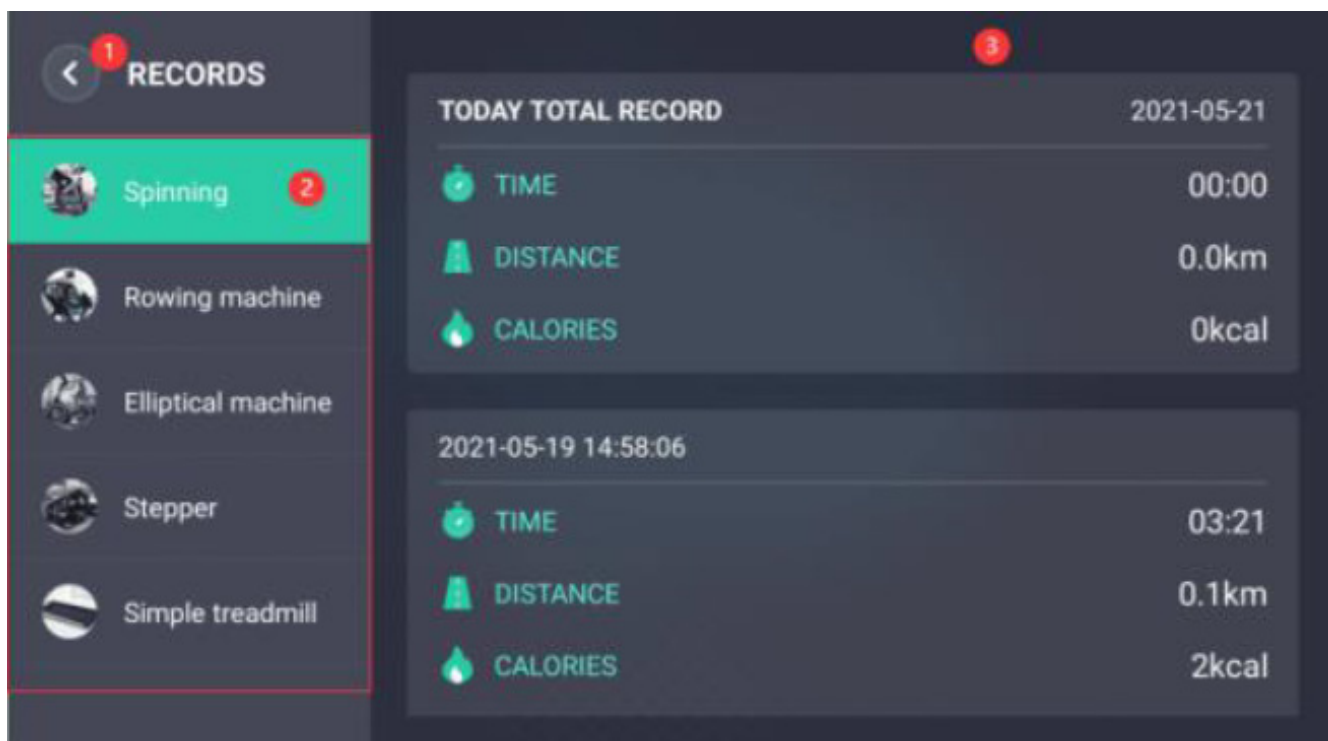 1
RECORDS
Spinning 2
Rowing machine
Elliptical machine
Stepper
Simple treadmill
3
TODAY TOTAL RECORD 2021-05-21
TIME 00:00
DISTANCE 0.0km
CALORIES 0kcal
2021-05-19 14:58:06
TIME 03:21
DISTANCE 0.1km
CALORIES 2kcal